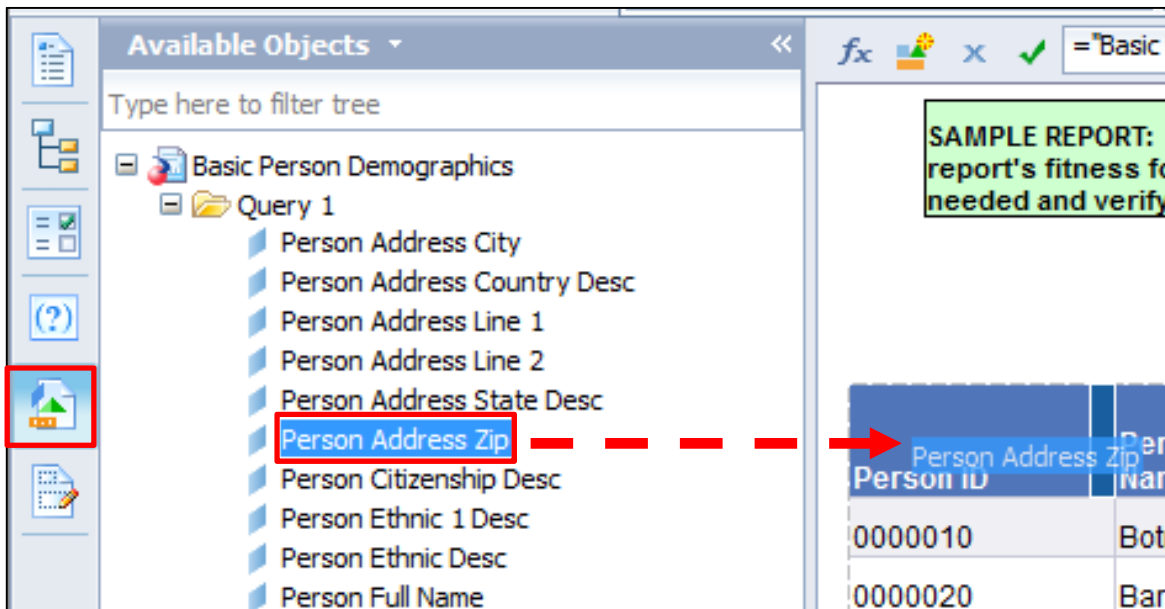 Available Objects
Type here to filter tree
Basic Person Demographics
Query 1
Person Address City
Person Address Country Desc
Person Address Line 1
Person Address Line 2
Person Address State Desc
Person Address Zip
Person Citizenship Desc
Person Ethnic 1 Desc
Person Ethnic Desc
Person Full Name
="Basic
SAMPLE REPORT:
report's fitness fo
needed and verify
Person Address Zip
Person ID
0000010 Bot
0000020 Bar